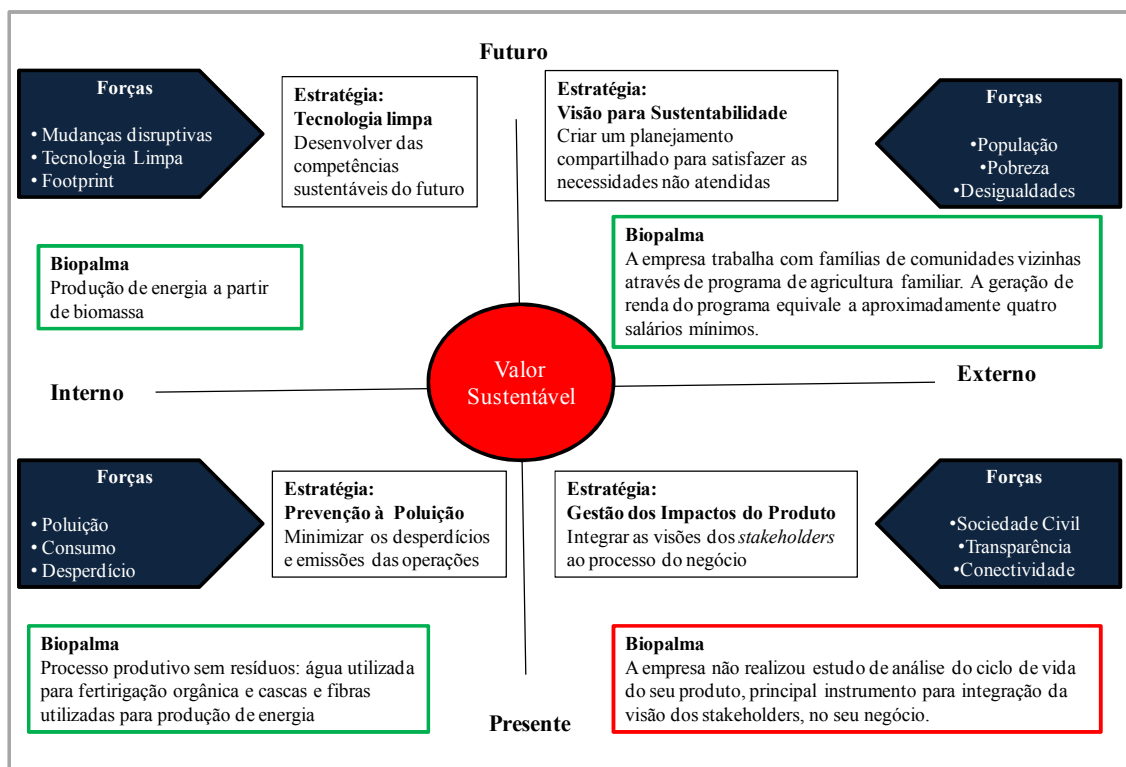 Futuro
Forças
• Mudanças disruptivas
• Tecnologia Limpa
• Footprint
Estratégia:
Tecnologia limpa
Desenvolver das
competências
sustentáveis do futuro
Estratégia:
Visão para Sustentabilidade
Criar um planejamento
compartilhado para satisfazer as
necessidades não atendidas
Forças
•População
•Pobreza
•Desigualdades
Biopalma
Produção de energia a partir
de biomassa
Biopalma
A empresa trabalha com famílias de comunidades vizinhas
através de programa de agricultura familiar. A geração de
renda do programa equivale a aproximadamente quatro
salários mínimos.
Interno
Valor
Sustentável
Externo
Forças
• Poluição
• Consumo
• Desperdício
Estratégia:
Prevenção à Poluição
Minimizar os desperdícios
e emissões das operações
Estratégia:
Gestão dos Impactos do Produto
Integrar as visões dos stakeholders
ao processo do negócio
Forças
•Sociedade Civil
•Transparência
•Conectividade
Biopalma
Processo produtivo sem resíduos: água utilizada
para fertirigação orgânica e cascas e fibras
utilizadas para produção de energia
Biopalma
A empresa não realizou estudo de análise do ciclo de vida
do seu produto, principal instrumento para integração da
visão dos stakeholders, no seu negócio.
Presente